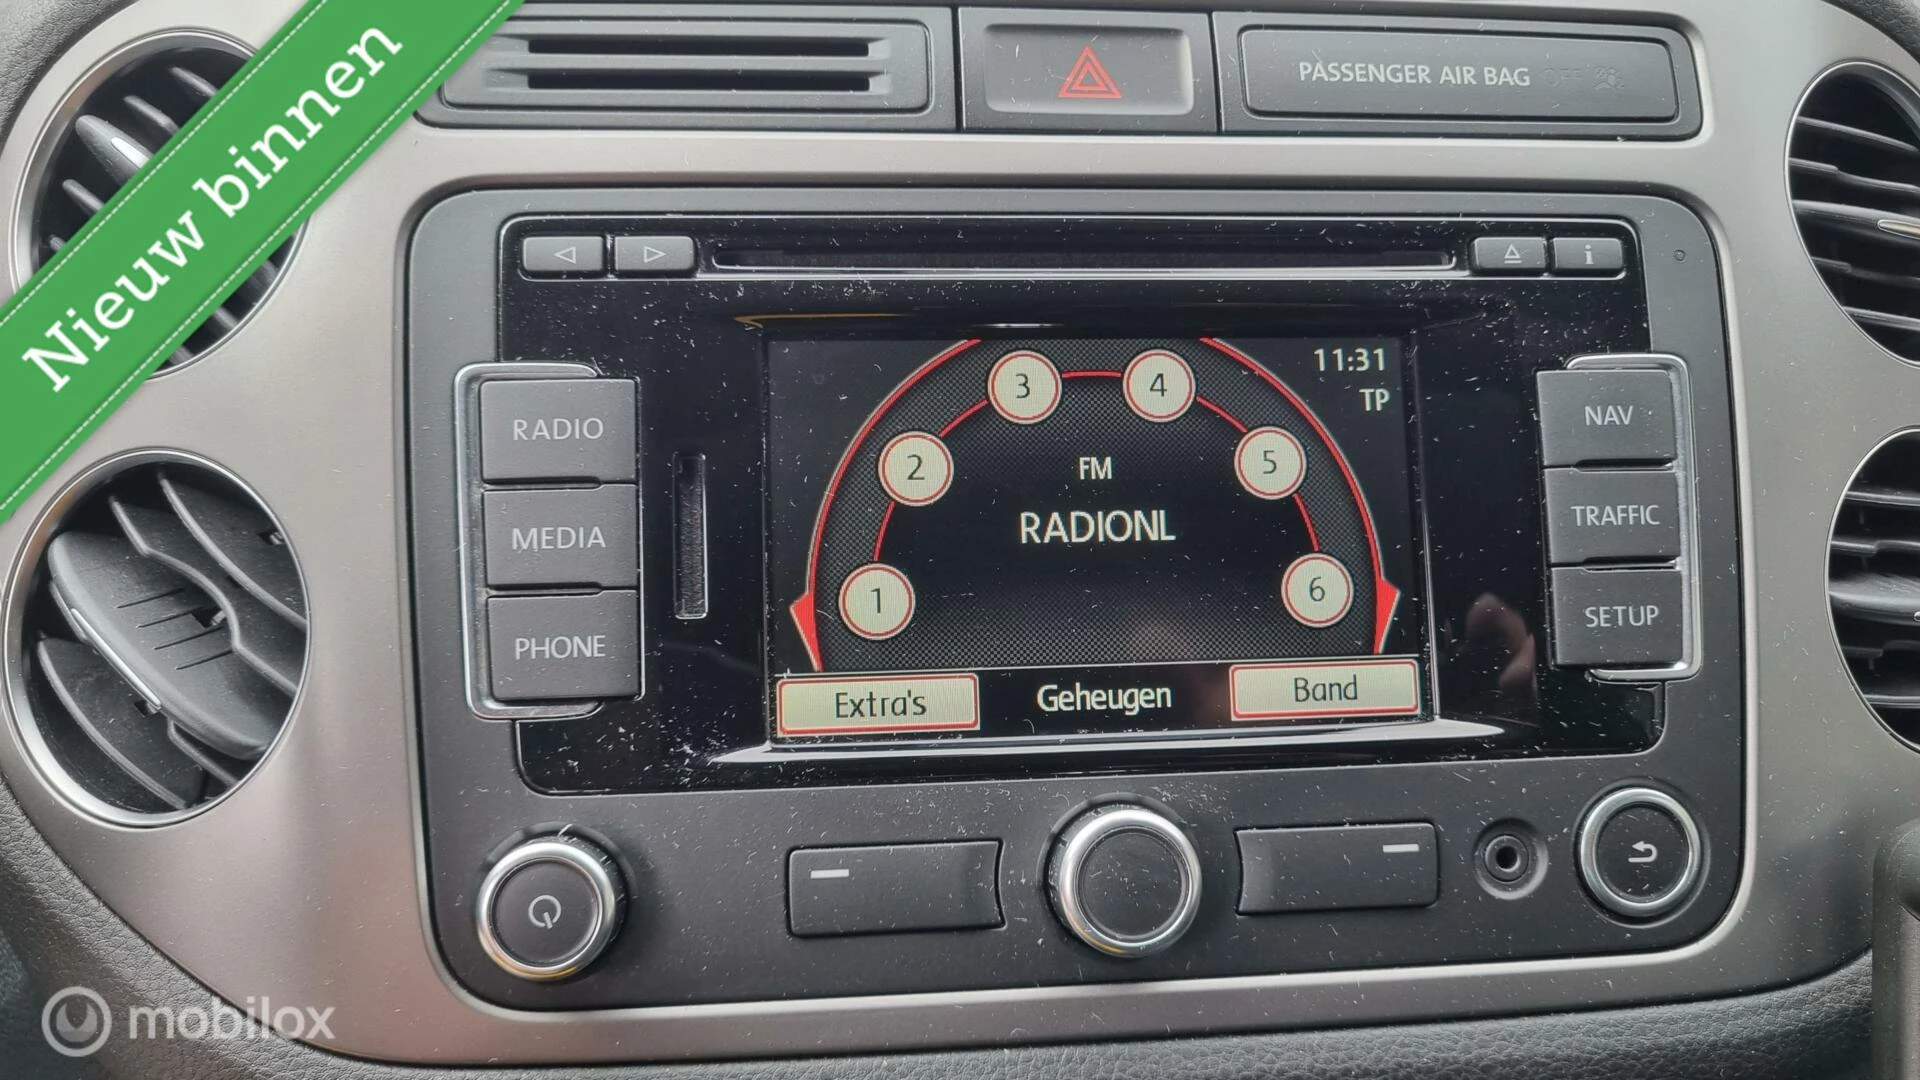 Nieuw binnen
PASSENGER AIR BAG OFF
i
11:31
TP
3
4
2
5
FM
RADIONL
1
6
Extra's
Geheugen
Band
RADIO
MEDIA
PHONE
NAV
TRAFFIC
SETUP
mobilox